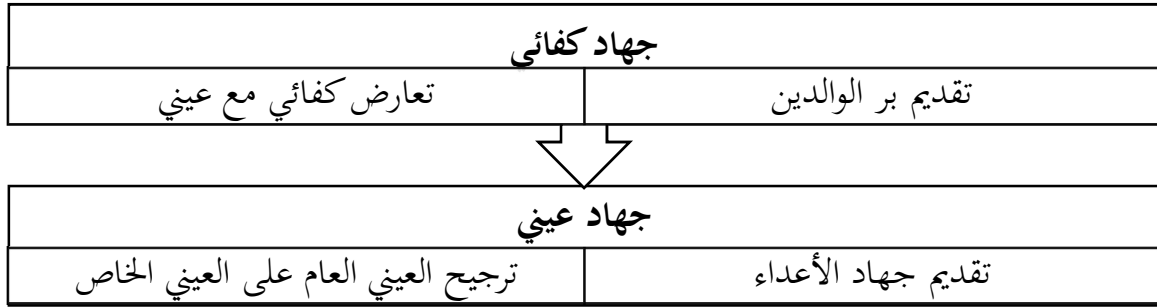 جهاد كفائي
تقديم بر الوالدين
تعارض كفائي مع عيني
جهاد عيني
تقديم جهاد الأعداء
ترجيح العيني العام على العيني الخاص